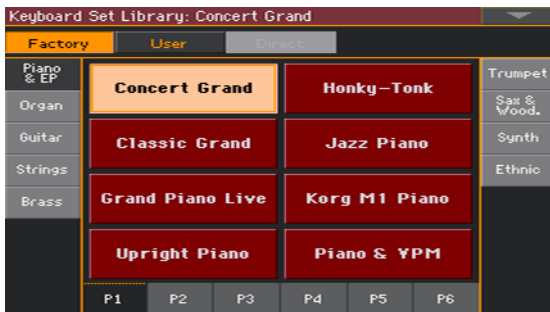 Keyboard Set Library: Concert Grand
Factory User Direct
Piano
& EP
Organ
Guitar
Strings
Brass
Concert Grand
Honky-Tonk
Classic Grand
Jazz Piano
Grand Piano Live
Korg M1 Piano
Upright Piano
Piano & VPM
Trumpet
Sax &
Wood.
Synth
Ethnic
P1 P2 P3 P4 P5 P6